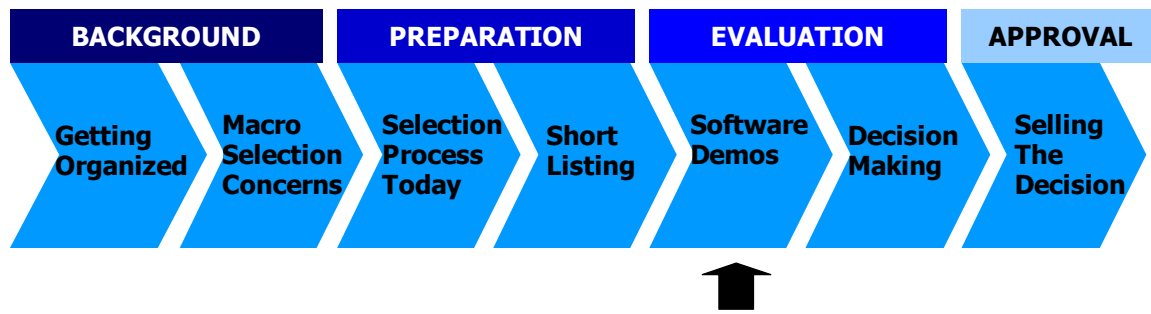 BACKGROUND
PREPARATION
EVALUATION
APPROVAL
Getting
Organized
Macro
Selection
Concerns
Selection
Process
Today
Short
Listing
Software
Demos
Decision
Making
Selling
The
Decision